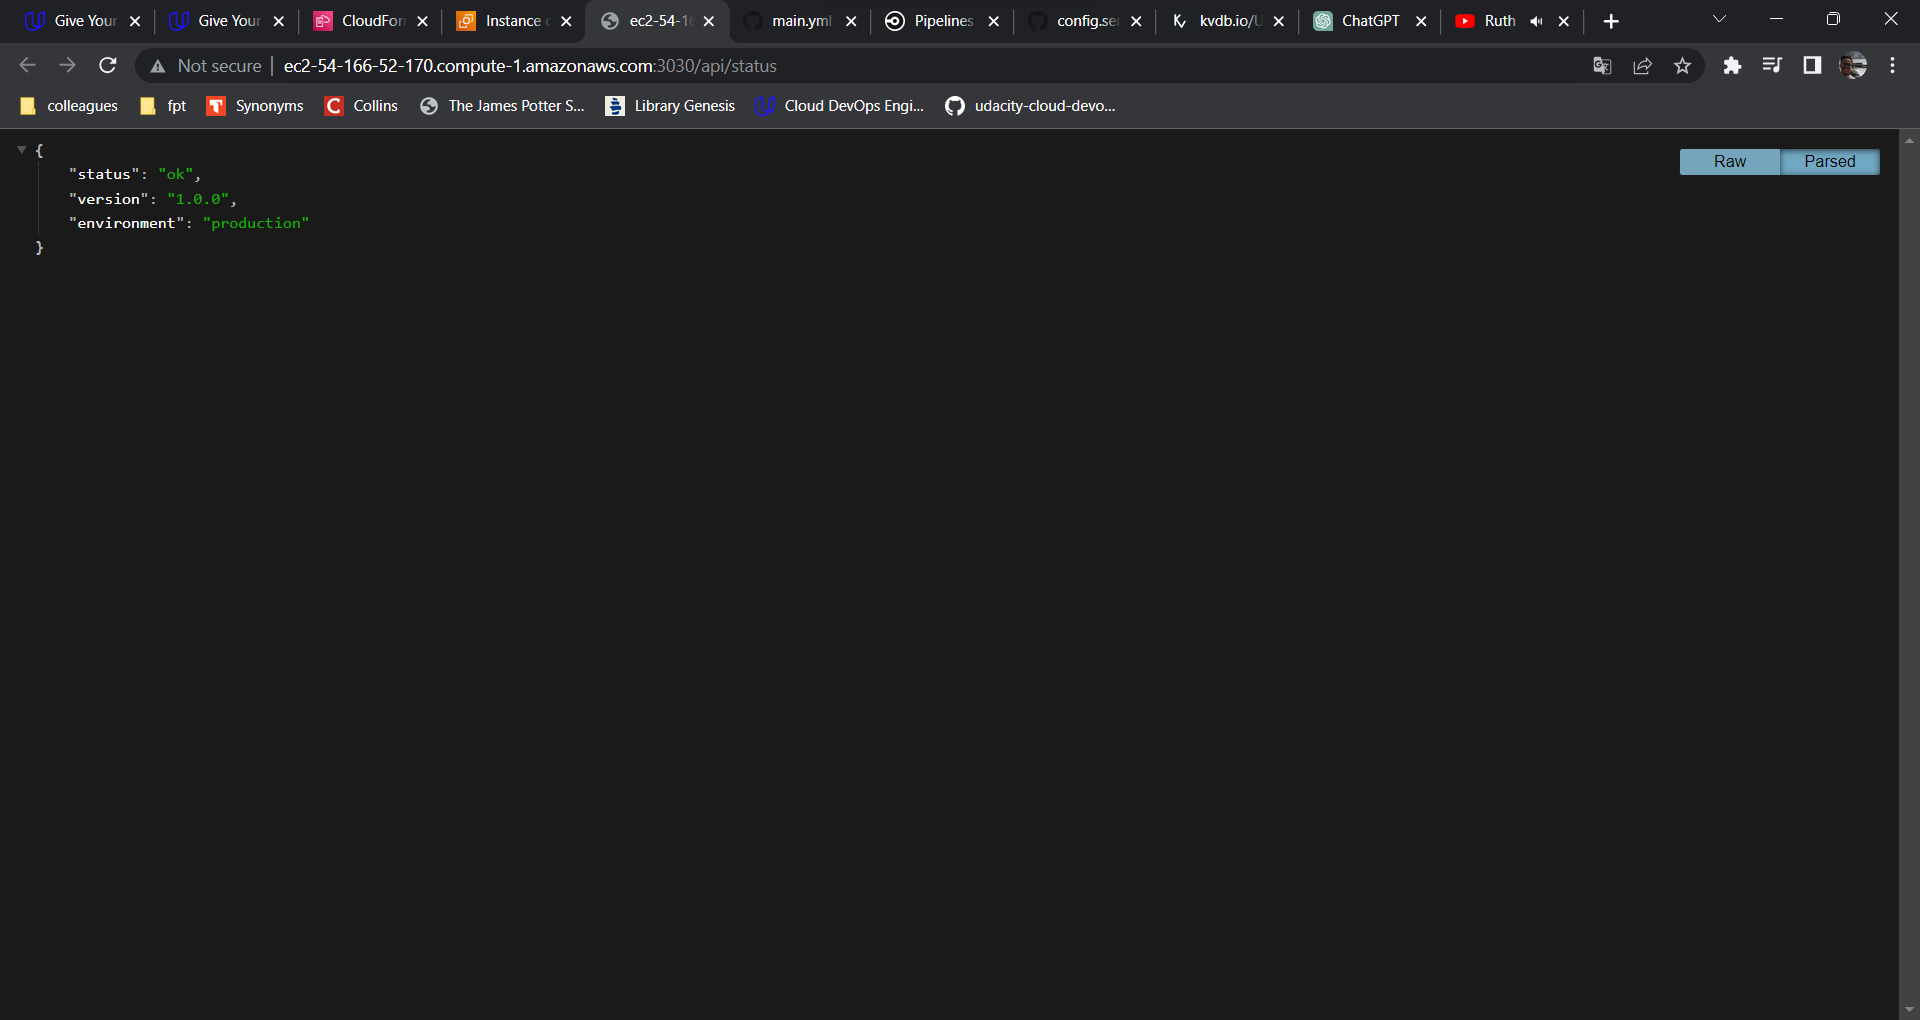 Give Your
Give Your
CloudFor
Instance
ec2-54-1
main.yml
Pipelines
config.se
kvdb.io/U
ChatGPT
Ruth
Not secure
ec2-54-166-52-170.compute-1.amazonaws.com:3030/api/status
colleagues
fpt
Synonyms
Collins
The James Potter S...
Library Genesis
Cloud DevOps Engi...
udacity-cloud-devo...
Raw
Parsed
{
"status": "ok",
"version": "1.0.0",
"environment": "production"
}